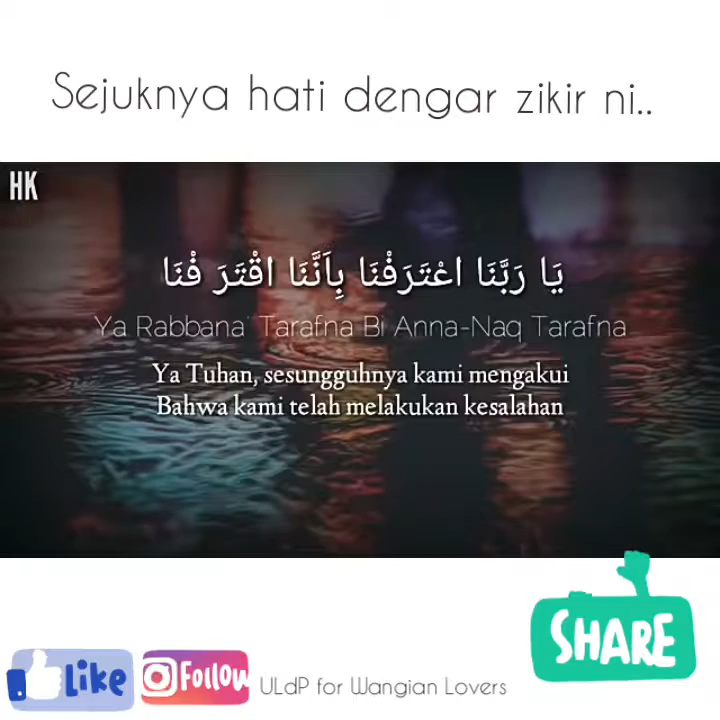 Sejuknya hati dengar zikir ni..
HK
يَا رَبَّنَا اعْتَرَفْنَا بِاَنَّنَا اقْتَرَ فْنَا
Ya Rabbana' Tarafna Bi Anna-Naq Tarafna
Ya Tuhan, sesungguhnya kami mengakui
Bahwa kami telah melakukan kesalahan
SHARE
Like
Follow
ULdP for Wangian Lovers